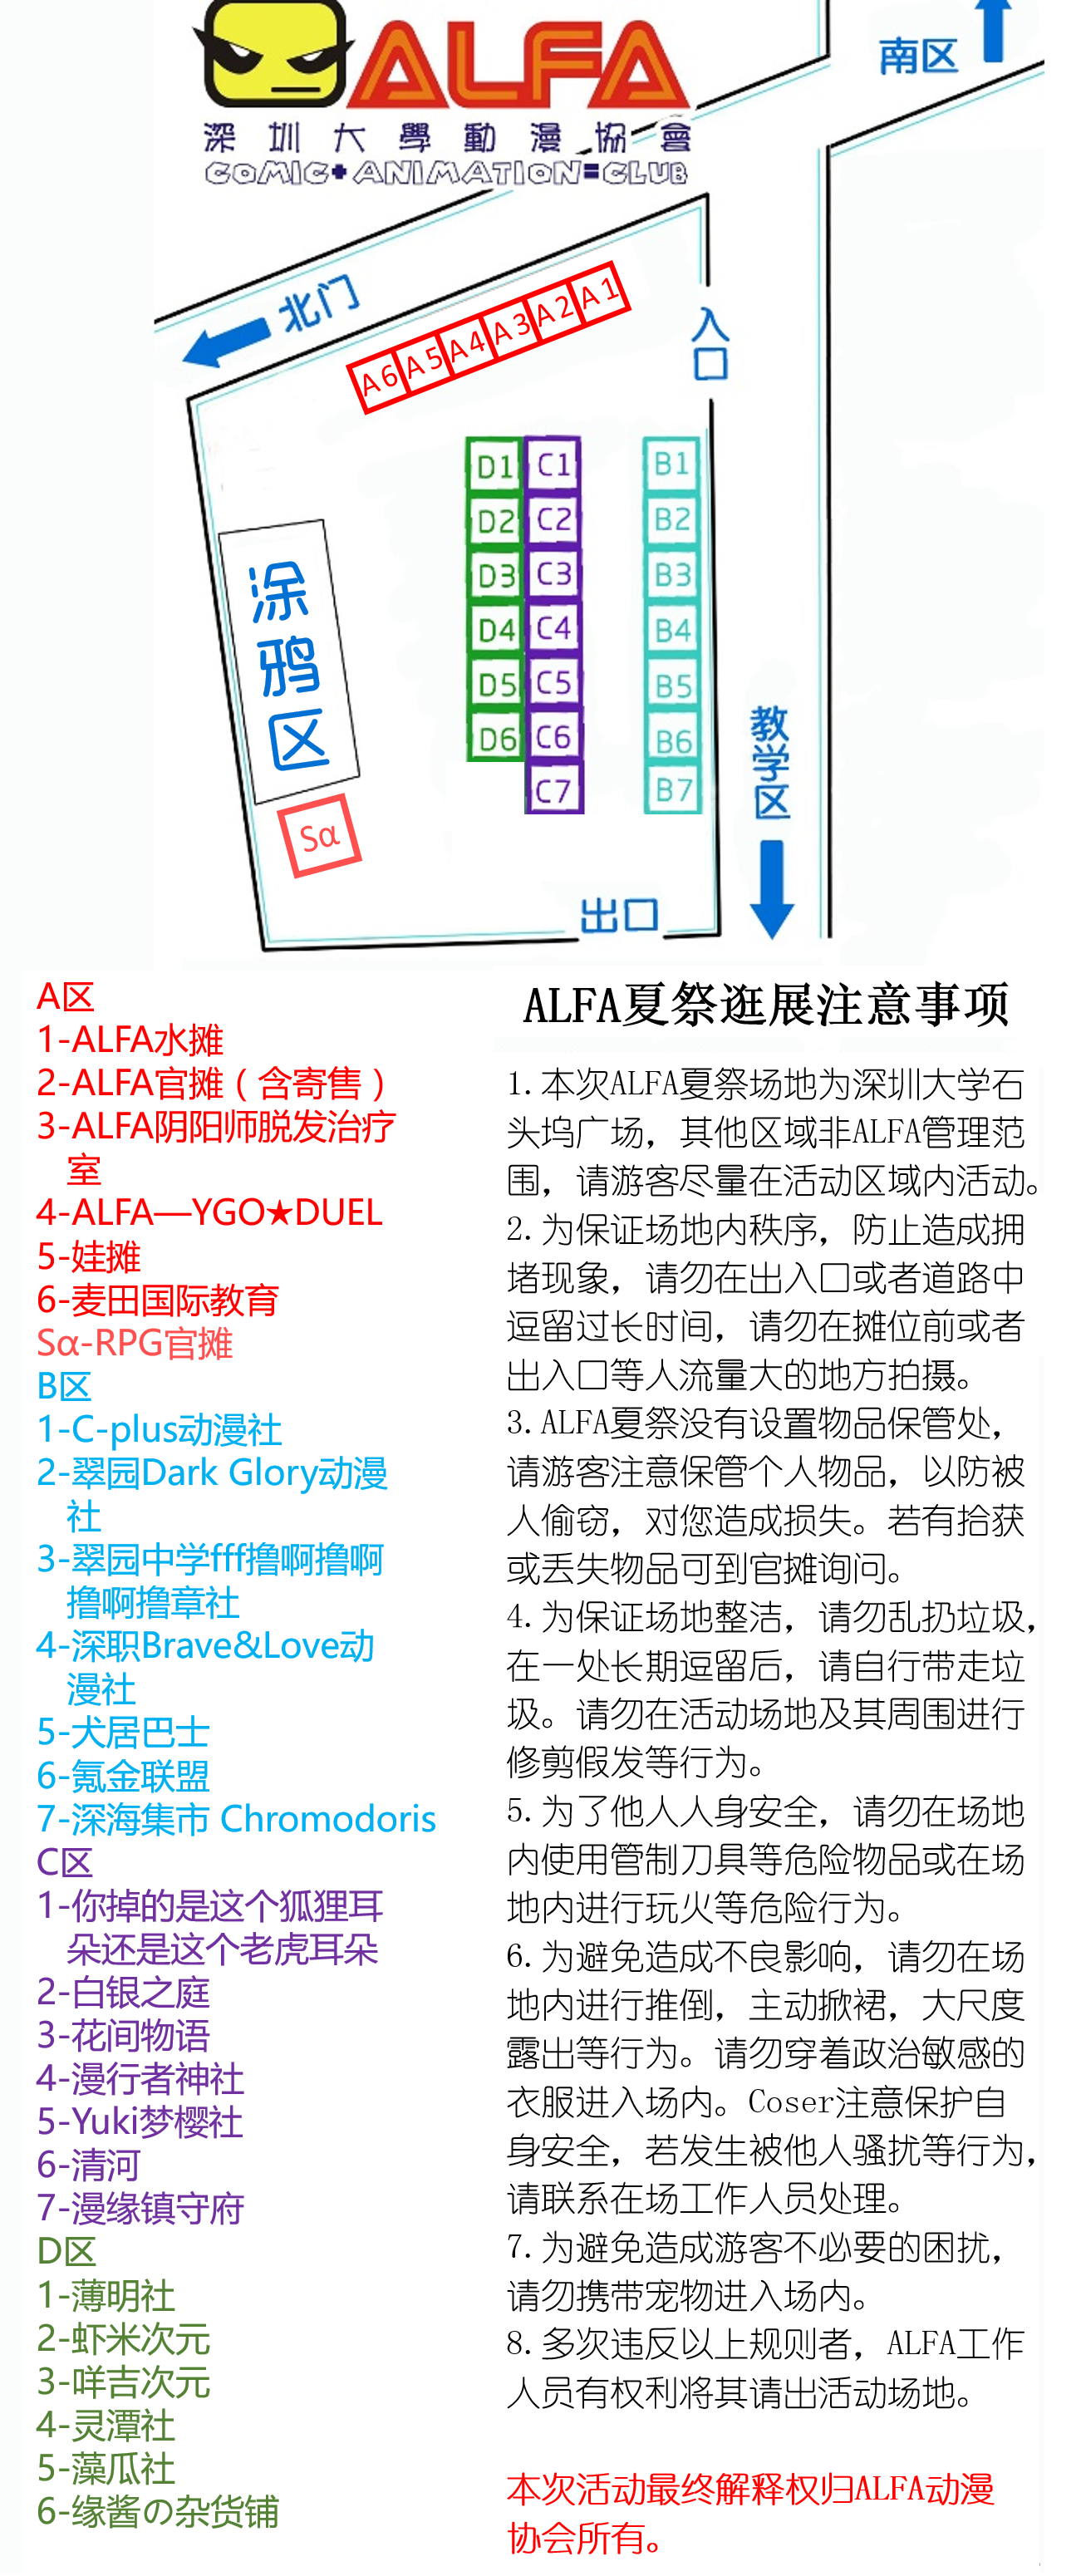 南区
ALFA
深圳大學動漫協會
COMIC+ANIMATION=CLUB
北门
A6 A5 A4 A3 A2 A1
入口
D1 C1 B1
D2 C2 B2
D3 C3 B3
D4 C4 B4
D5 C5 B5
D6 C6 B6
C7 B7
涂鸦区
Sα
教学区
出口
A区
1-ALFA水摊
2-ALFA官摊（含寄售）
3-ALFA阴阳师脱发治疗
室
4-ALFA—YGO★DUEL
5-娃摊
6-麦田国际教育
Sα-RPG官摊
B区
1-C-plus动漫社
2-翠园Dark Glory动漫
社
3-翠园中学fff撸啊撸啊
撸啊撸章社
4-深职Brave&Love动
漫社
5-犬居巴士
6-氪金联盟
7-深海集市 Chromodoris
C区
1-你掉的是这个狐狸耳
朵还是这个老虎耳朵
2-白银之庭
3-花间物语
4-漫行者神社
5-Yuki梦樱社
6-清河
7-漫缘镇守府
D区
1-薄明社
2-虾米次元
3-咩吉次元
4-灵潭社
5-藻瓜社
6-缘酱の杂货铺
ALFA夏祭逛展注意事项
1.本次ALFA夏祭场地为深圳大学石
头坞广场，其他区域非ALFA管理范
围，请游客尽量在活动区域内活动。
2.为保证场地内秩序，防止造成拥
堵现象，请勿在出入口或者道路中
逗留过长时间，请勿在摊位前或者
出入口等人流量大的地方拍摄。
3.ALFA夏祭没有设置物品保管处，
请游客注意保管个人物品，以防被
人偷窃，对您造成损失。若有拾获
或丢失物品可到官摊询问。
4.为保证场地整洁，请勿乱扔垃圾，
在一处长期逗留后，请自行带走垃
圾。请勿在活动场地及其周围进行
修剪假发等行为。
5.为了他人人身安全，请勿在场地
内使用管制刀具等危险物品或在场
地内进行玩火等危险行为。
6.为避免造成不良影响，请勿在场
地内进行推倒，主动掀裙，大尺度
露出等行为。请勿穿着政治敏感的
衣服进入场内。Coser注意保护自
身安全，若发生被他人骚扰等行为，
请联系在场工作人员处理。
7.为避免造成游客不必要的困扰，
请勿携带宠物进入场内。
8.多次违反以上规则者，ALFA工作
人员有权利将其请出活动场地。
本次活动最终解释权归ALFA动漫
协会所有。